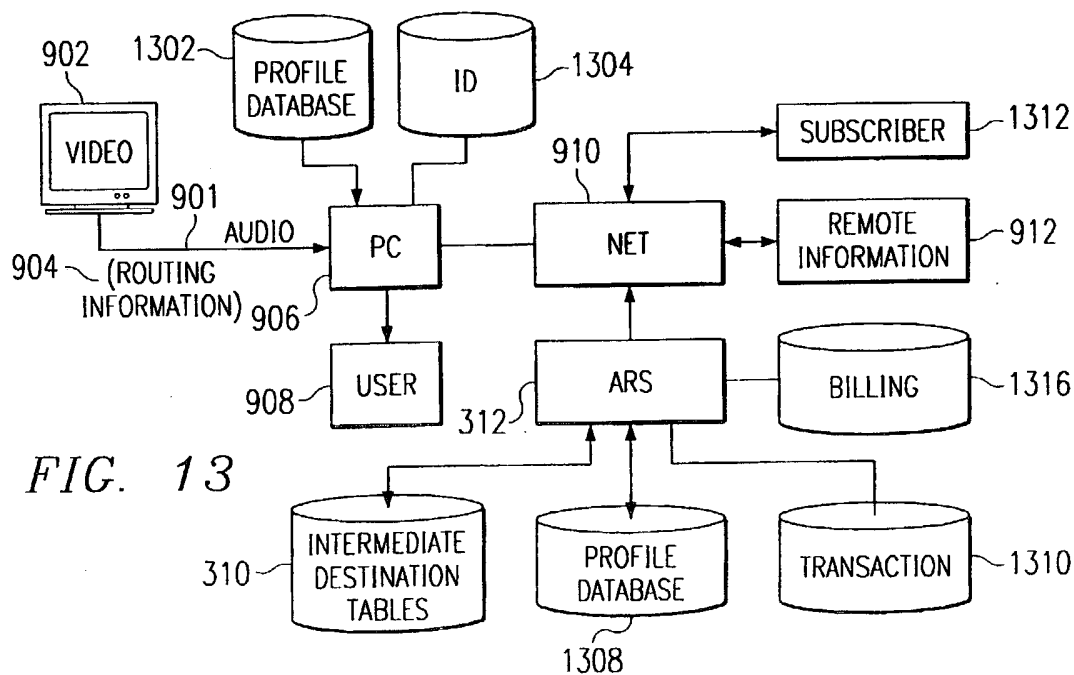 902
1302
PROFILE
DATABASE
ID
1304
VIDEO
910
SUBSCRIBER
1312
901
AUDIO
PC
NET
REMOTE
INFORMATION
912
904
(ROUTING
INFORMATION)
906
USER
908
ARS
312
BILLING
1316
FIG. 13
310
INTERMEDIATE
DESTINATION
TABLES
PROFILE
DATABASE
1308
TRANSACTION
1310